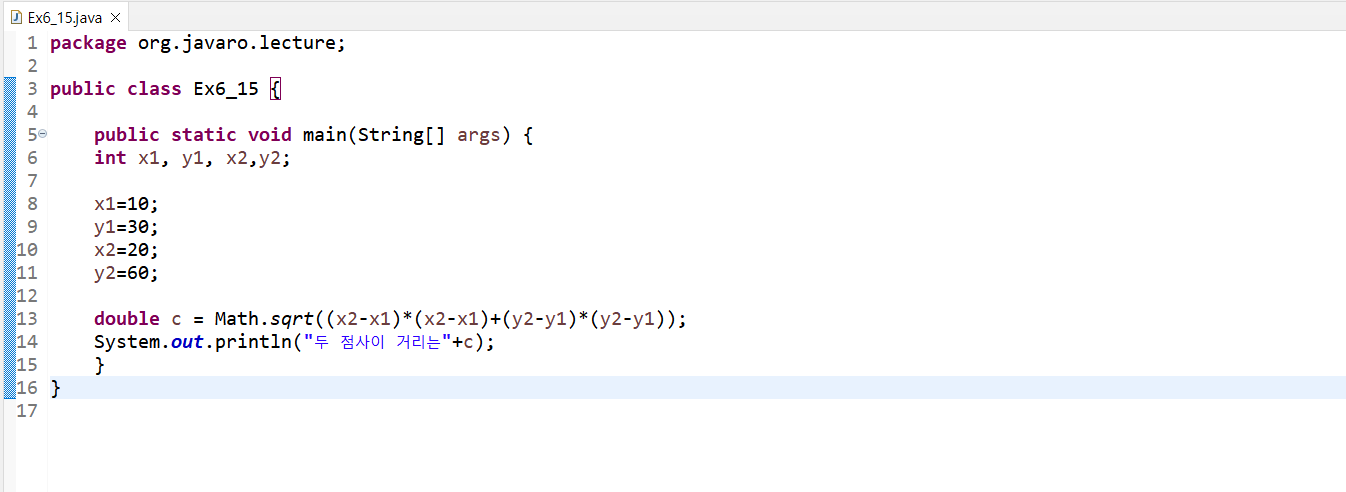 Ex6_15.java
1 package org.javaro.lecture;
2
3 public class Ex6_15 {
4
5 public static void main(String[] args) {
6 int x1, y1, x2,y2;
7
8 x1=10;
9 y1=30;
10 x2=20;
11 y2=60;
12
13 double c = Math.sqrt((x2-x1)*(x2-x1)+(y2-y1)*(y2-y1));
14 System.out.println("두 점사이 거리는"+c);
15 }
16 }
17